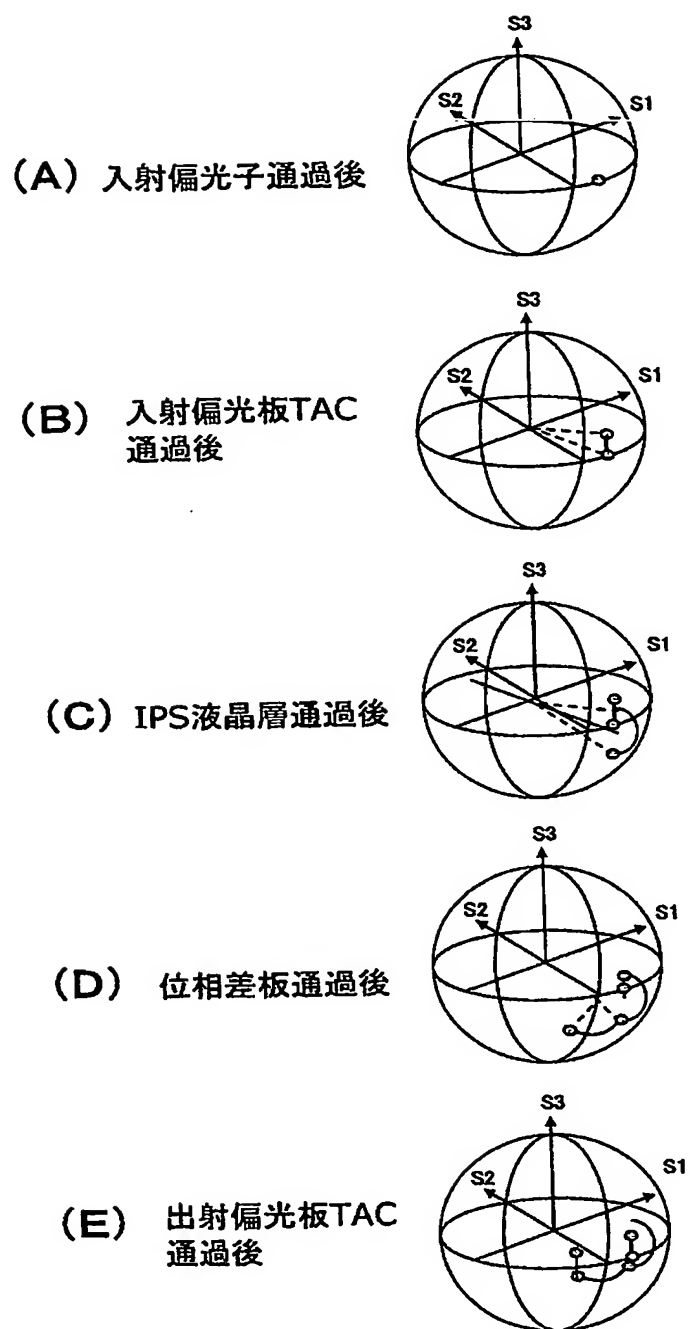 S3
S2
S1
(A) 入射偏光子通過後
S3
S2
S1
(B) 入射偏光板TAC
通過後
S3
S2
S1
(C) IPS液晶層通過後
S3
S2
S1
(D) 位相差板通過後
S3
S2
S1
(E) 出射偏光板TAC
通過後